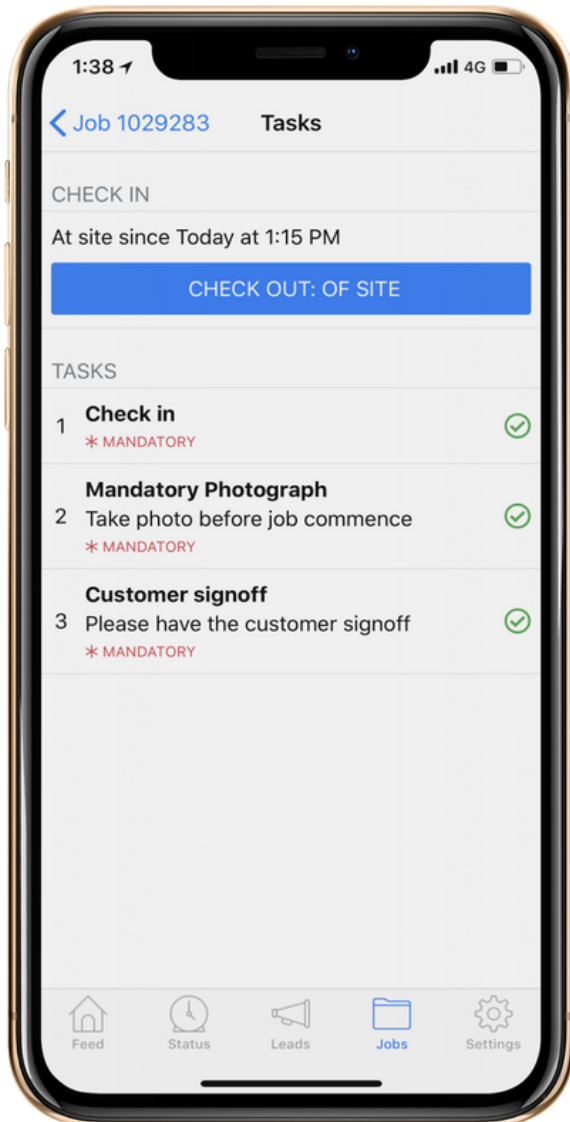 1:38
4G
Job 1029283 Tasks
CHECK IN
At site since Today at 1:15 PM
CHECK OUT: OF SITE
TASKS
1 Check in
* MANDATORY
Mandatory Photograph
2 Take photo before job commence
* MANDATORY
Customer signoff
3 Please have the customer signoff
* MANDATORY
Feed Status Leads Jobs Settings